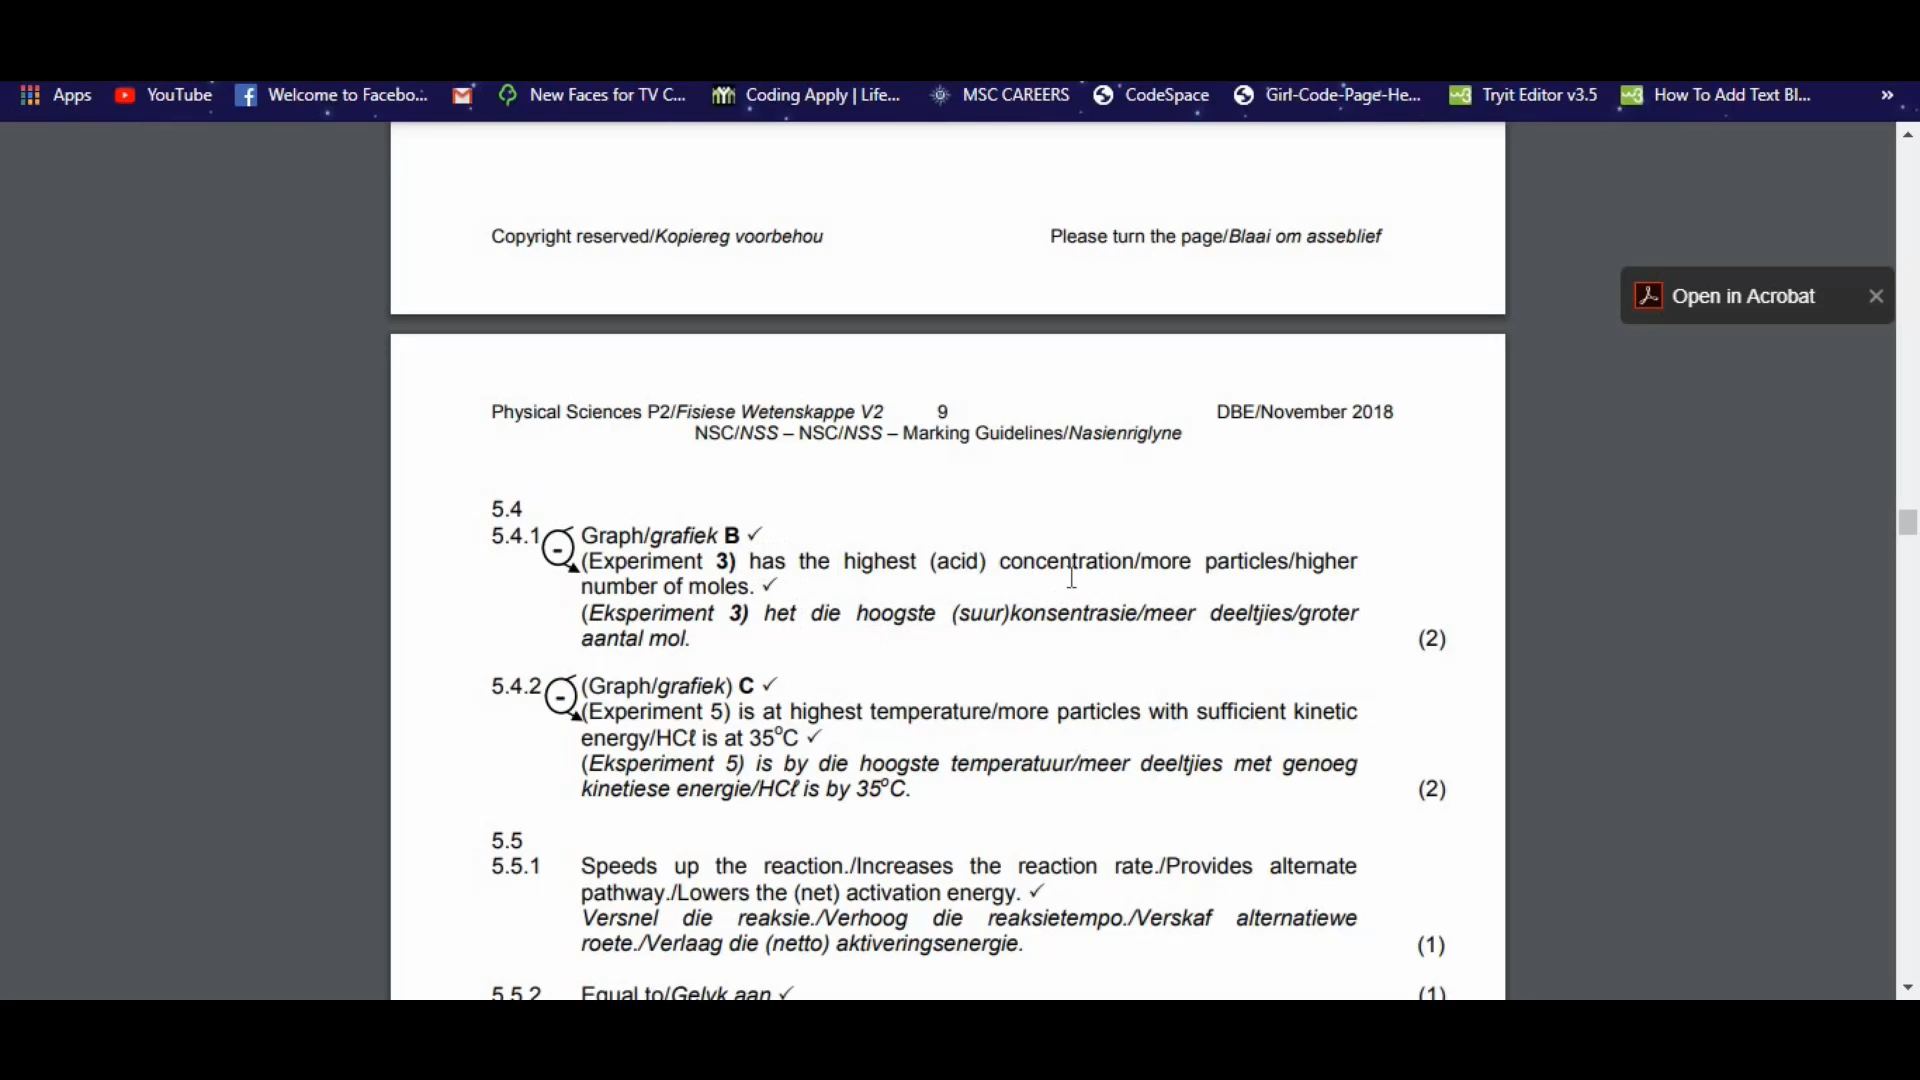 Apps YouTube Welcome to Facebo... New Faces for TV C... Coding Apply | Life... MSC CAREERS CodeSpace Girl-Code-Page-He... Tryit Editor v3.5 How To Add Text Bl... »
Copyright reserved/Kopiereg voorbehou Please turn the page/Blaai om asseblief
Open in Acrobat
Physical Sciences P2/Fisiese Wetenskappe V2 9 DBE/November 2018
NSC/NSS – NSC/NSS – Marking Guidelines/Nasienriglyne
5.4
5.4.1 Graph/grafiek B ✓
(Experiment 3) has the highest (acid) concentration/more particles/higher
number of moles. ✓
(Eksperiment 3) het die hoogste (suur)konsentrasie/meer deeltjies/groter
aantal mol. (2)
5.4.2 (Graph/grafiek) C ✓
(Experiment 5) is at highest temperature/more particles with sufficient kinetic
energy/HCℓ is at 35°C ✓
(Eksperiment 5) is by die hoogste temperatuur/meer deeltjies met genoeg
kinetiese energie/HCℓ is by 35°C. (2)
5.5
5.5.1 Speeds up the reaction./Increases the reaction rate./Provides alternate
pathway./Lowers the (net) activation energy. ✓
Versnel die reaksie./Verhoog die reaksietempo./Verskaf alternatiewe
roete./Verlaag die (netto) aktiveringsenergie. (1)
5.5.2 Equal to/Gelyk aan ✓ (1)